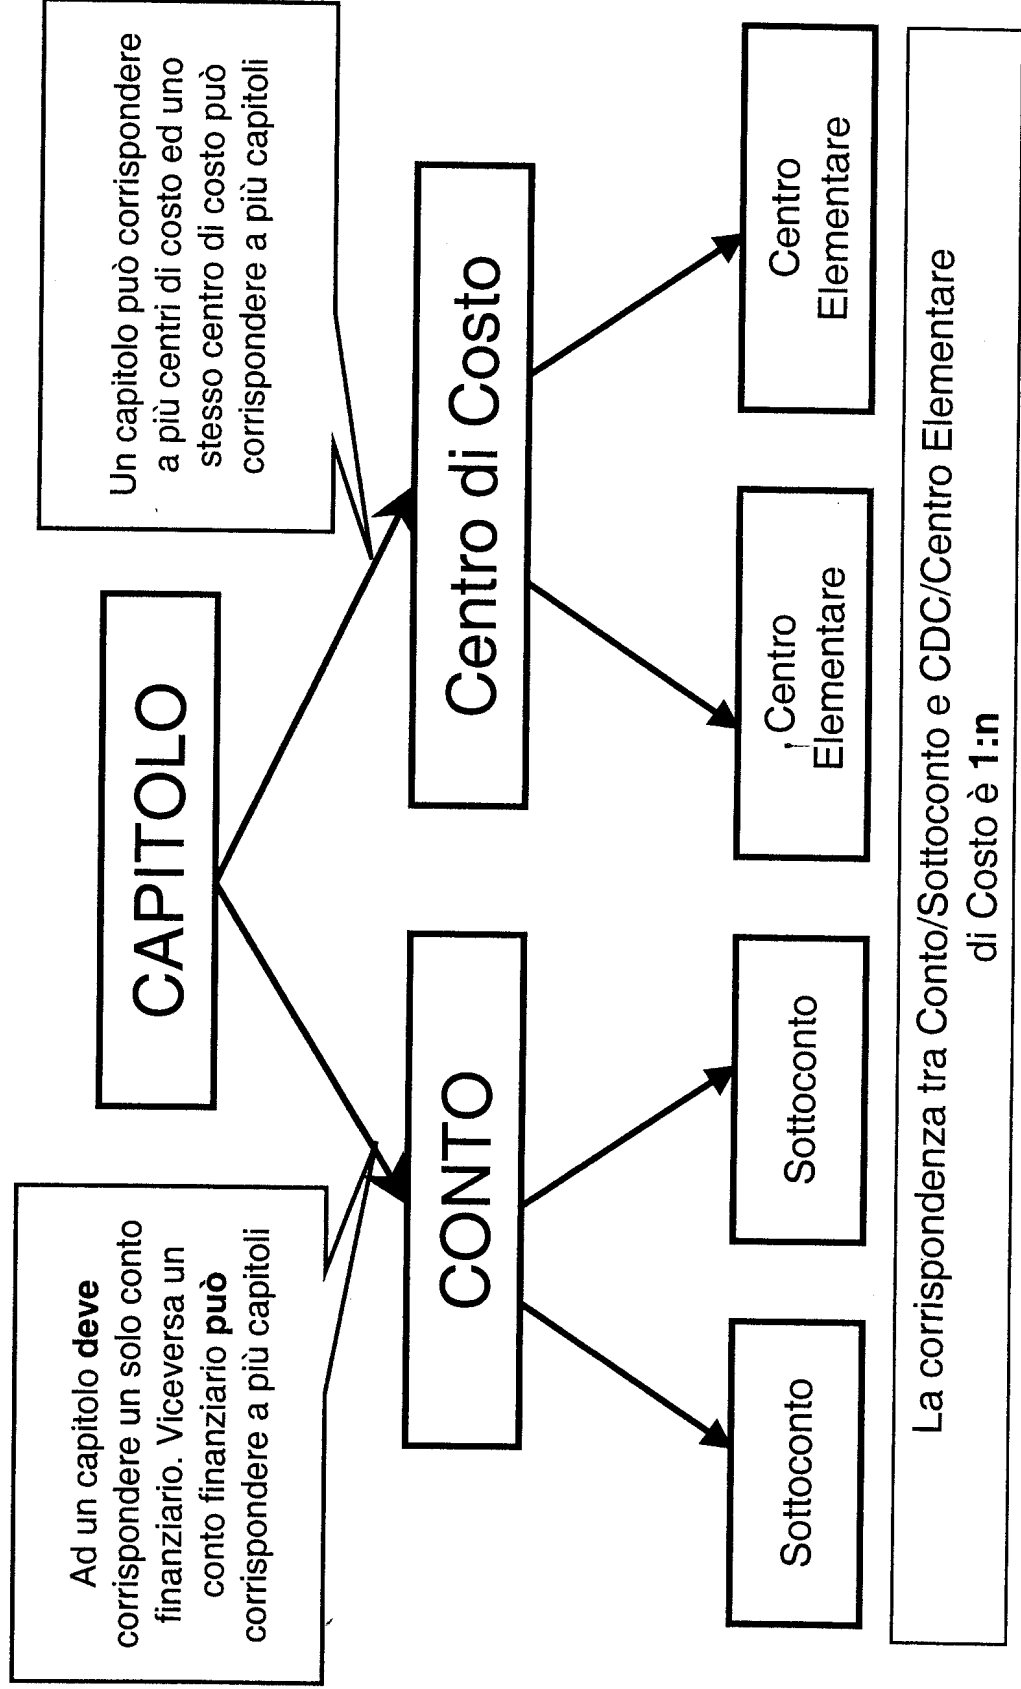 Ad un capitolo deve
corrispondere un solo conto
finanziario. Viceversa un
conto finanziario può
corrispondere a più capitoli
CAPITOLO
Un capitolo può corrispondere
a più centri di costo ed uno
stesso centro di costo può
corrispondere a più capitoli
CONTO
Centro di Costo
Sottoconto
Sottoconto
Centro
Elementare
Centro
Elementare
La corrispondenza tra Conto/Sottoconto e CDC/Centro Elementare
di Costo è 1:n